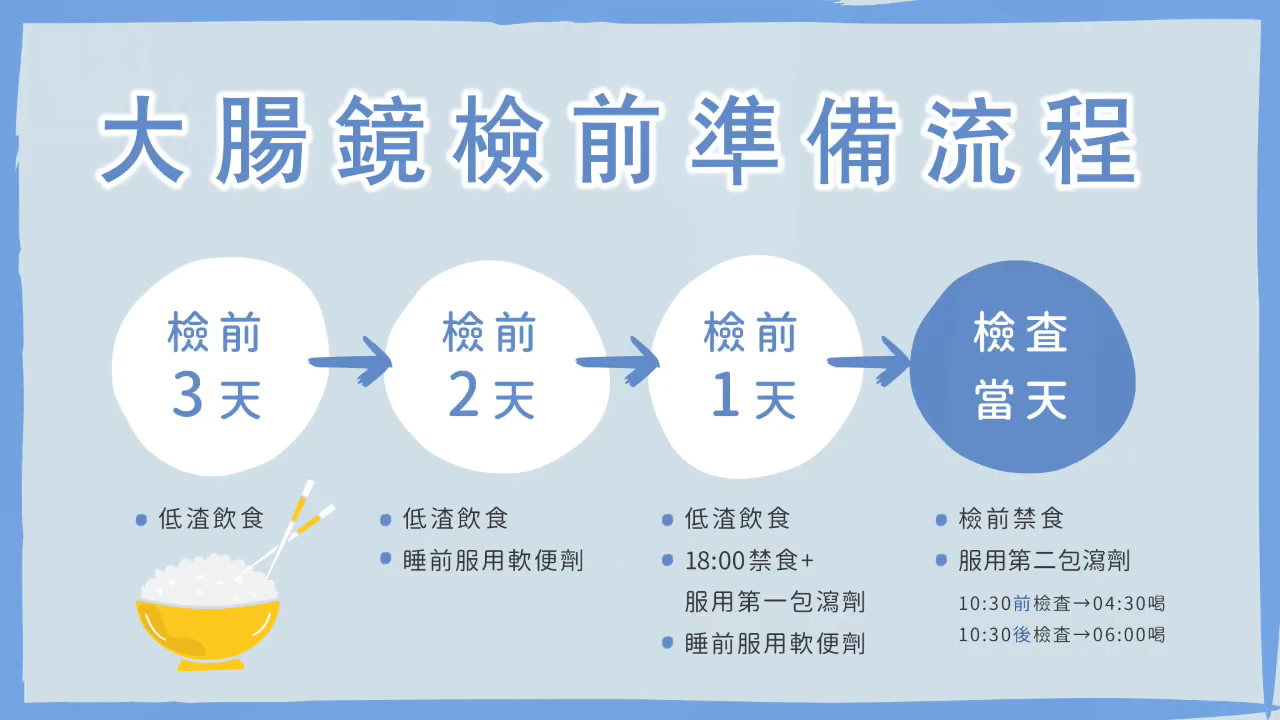 大腸鏡檢前準備流程
檢前
3天
檢前
2天
檢前
1天
檢查
當天
低渣飲食
低渣飲食
睡前服用軟便劑
低渣飲食
18:00禁食+
服用第一包瀉劑
睡前服用軟便劑
檢前禁食
服用第二包瀉劑
10:30前檢查→04:30喝
10:30後檢查→06:00喝